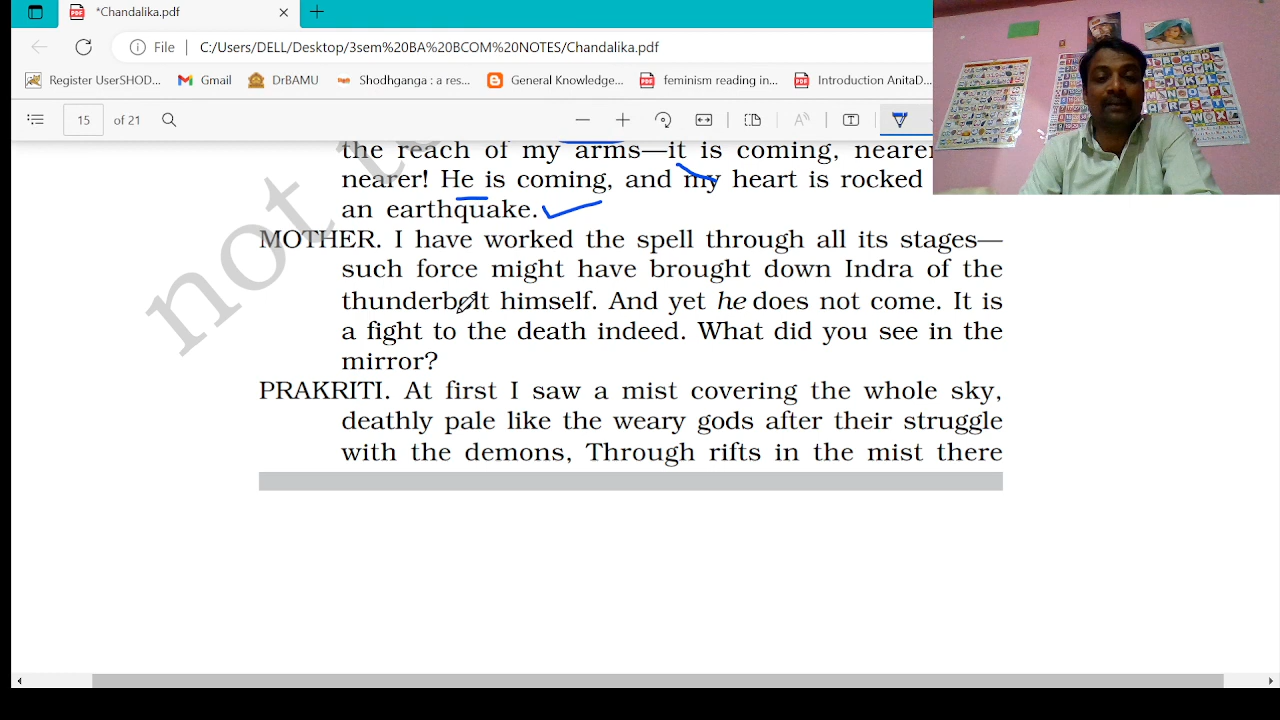 *Chandalika.pdf
File C:/Users/DELL/Desktop/3sem%20BA%20BCOM%20NOTES/Chandalika.pdf
Register UserSHOD... Gmail DrBAMU Shodhganga : a res... General Knowledge... feminism reading in... Introduction AnitaD...
15 of 21
the reach of my arms—it is coming, nearer
nearer! He is coming, and my heart is rocked
an earthquake.
MOTHER. I have worked the spell through all its stages—
such force might have brought down Indra of the
thunderbolt himself. And yet he does not come. It is
a fight to the death indeed. What did you see in the
mirror?
PRAKRITI. At first I saw a mist covering the whole sky,
deathly pale like the weary gods after their struggle
with the demons, Through rifts in the mist there
not